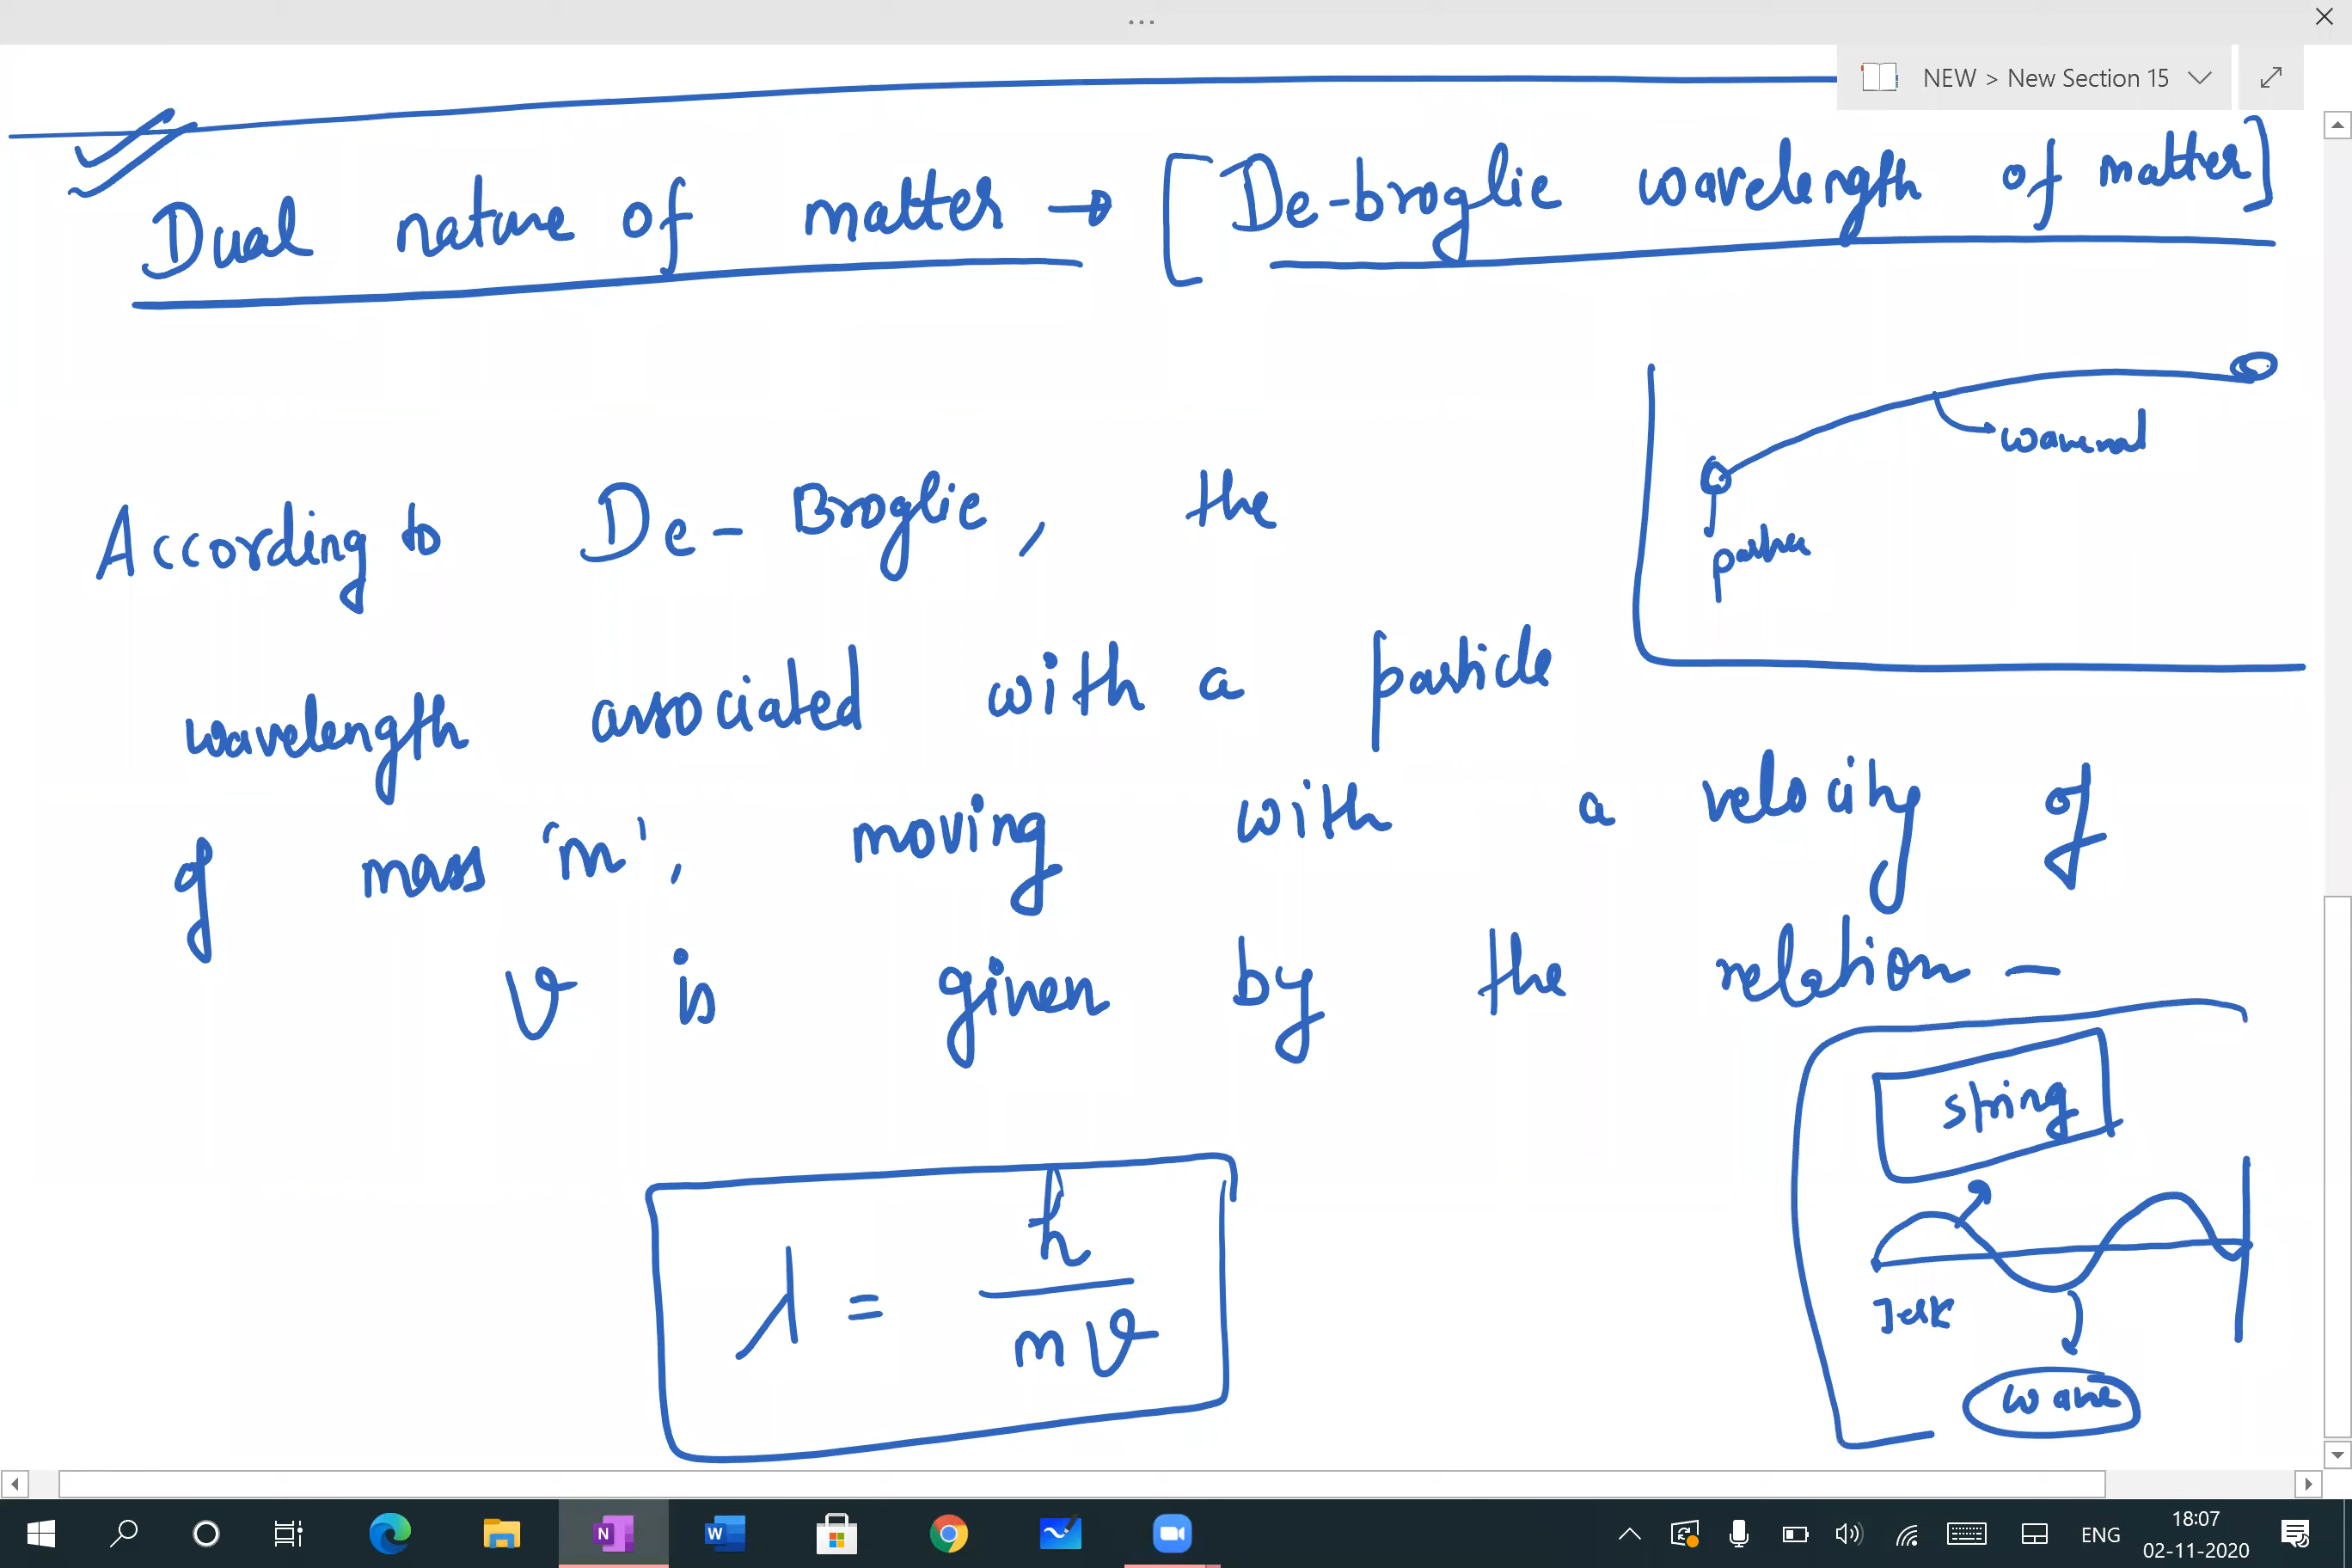 NEW > New Section 15
Dual nature of matter → [De-broglie wavelength of matter]
According to De-Broglie, the
wavelength associated with a particle
of mass 'm', moving with a velocity of
v is given by the relation —
λ = h / mv
string
Jerk
wave
ENG
18:07
02-11-2020